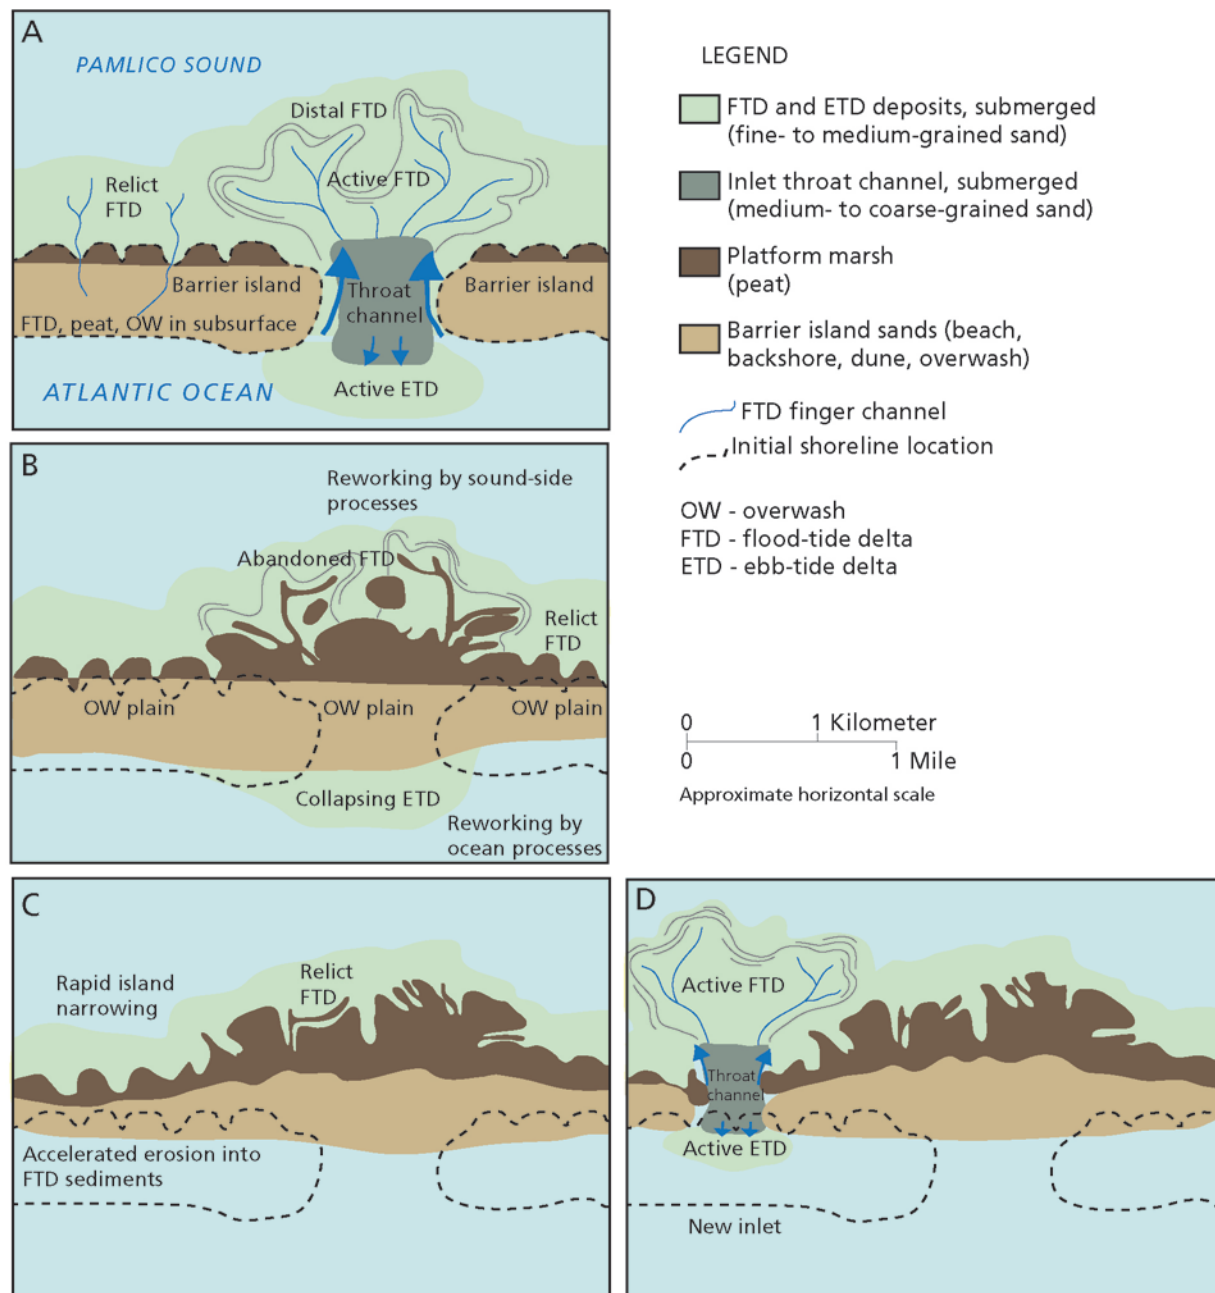 A
PAMLICO SOUND
Distal FTD
Active FTD
Relict
FTD
Barrier island
Throat
channel
Barrier island
FTD, peat, OW in subsurface
ATLANTIC OCEAN
Active ETD
LEGEND
FTD and ETD deposits, submerged
(fine- to medium-grained sand)
Inlet throat channel, submerged
(medium- to coarse-grained sand)
Platform marsh
(peat)
Barrier island sands (beach,
backshore, dune, overwash)
FTD finger channel
Initial shoreline location
OW - overwash
FTD - flood-tide delta
ETD - ebb-tide delta
0 1 Kilometer
0 1 Mile
Approximate horizontal scale
B
Reworking by sound-side
processes
Abandoned FTD
Relict
FTD
OW plain
OW plain
OW plain
Collapsing ETD
Reworking by
ocean processes
C
Rapid island
narrowing
Relict
FTD
Accelerated erosion into
FTD sediments
D
Active FTD
Throat
channel
Active ETD
New inlet